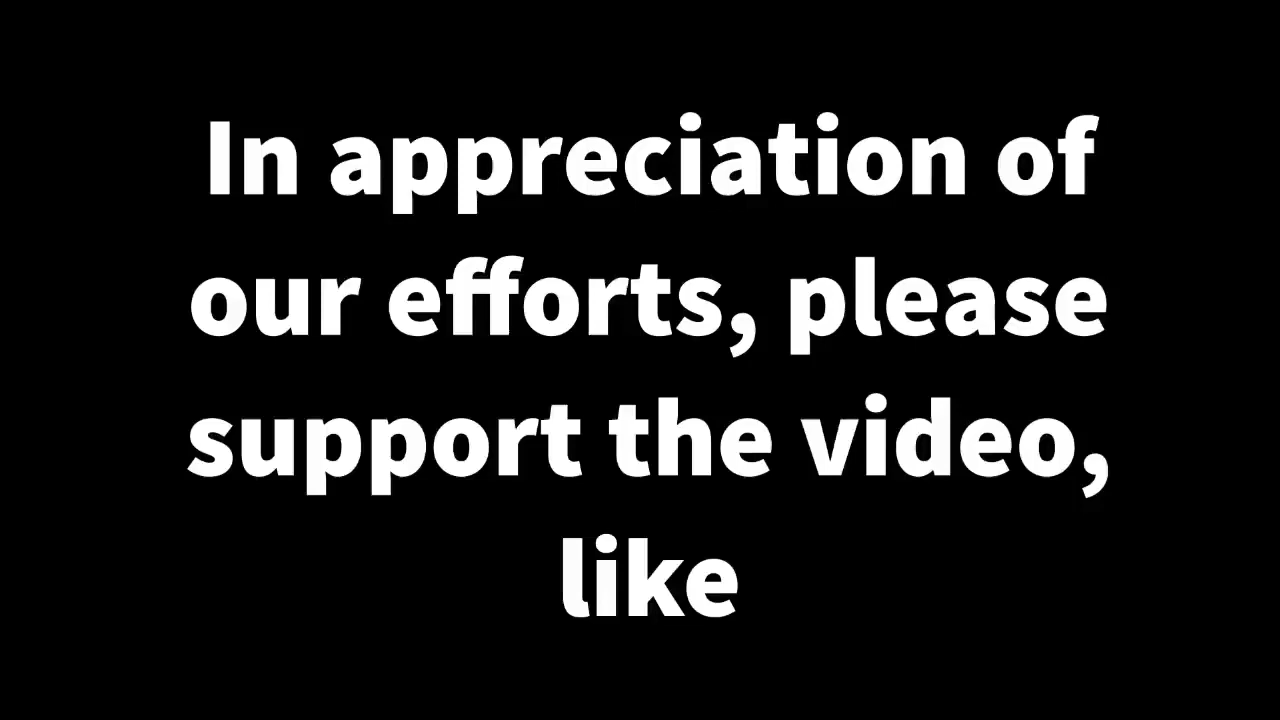 In appreciation of
our efforts, please
support the video,
like